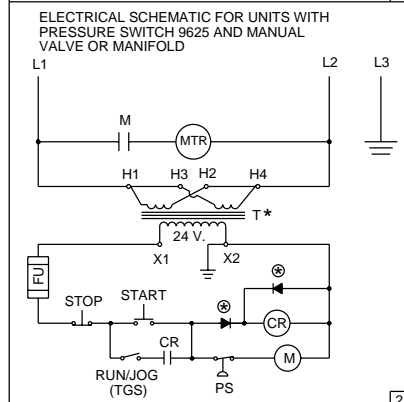 ELECTRICAL SCHEMATIC FOR UNITS WITH
PRESSURE SWITCH 9625 AND MANUAL
VALVE OR MANIFOLD
L1 L2 L3
M
MTR
H1 H3 H2 H4
T*
24 V.
X1 X2
FU
STOP START
CR
CR
M
RUN/JOG
(TGS)
PS
2